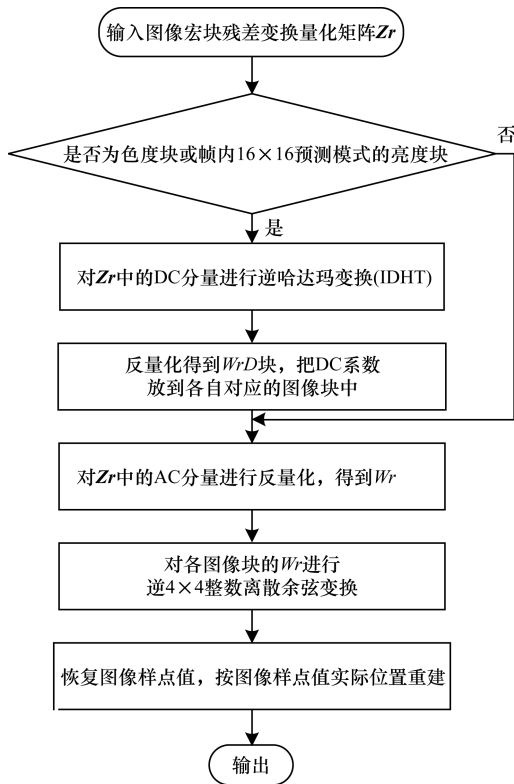 输入图像宏块残差变换量化矩阵Zr
否
是否为色度块或帧内16×16预测模式的亮度块
是
对Zr中的DC分量进行逆哈达玛变换(IDHT)
反量化得到WrD块，把DC系数
放到各自对应的图像块中
对Zr中的AC分量进行反量化，得到Wr
对各图像块的Wr进行
逆4×4整数离散余弦变换
恢复图像样点值，按图像样点值实际位置重建
输出